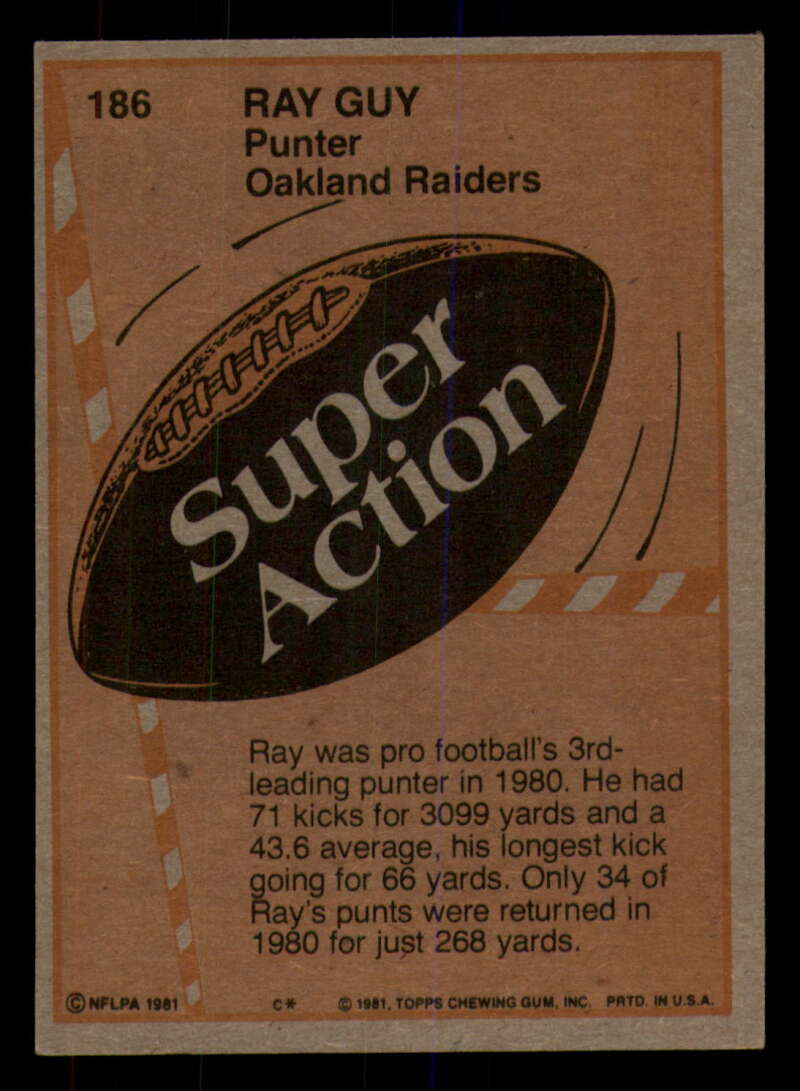 186
RAY GUY
Punter
Oakland Raiders
Super
Action
Ray was pro football's 3rd-
leading punter in 1980. He had
71 kicks for 3099 yards and a
43.6 average, his longest kick
going for 66 yards. Only 34 of
Ray's punts were returned in
1980 for just 268 yards.
© NFLPA 1981 C* © 1981, TOPPS CHEWING GUM, INC. PRTD. IN U.S.A.